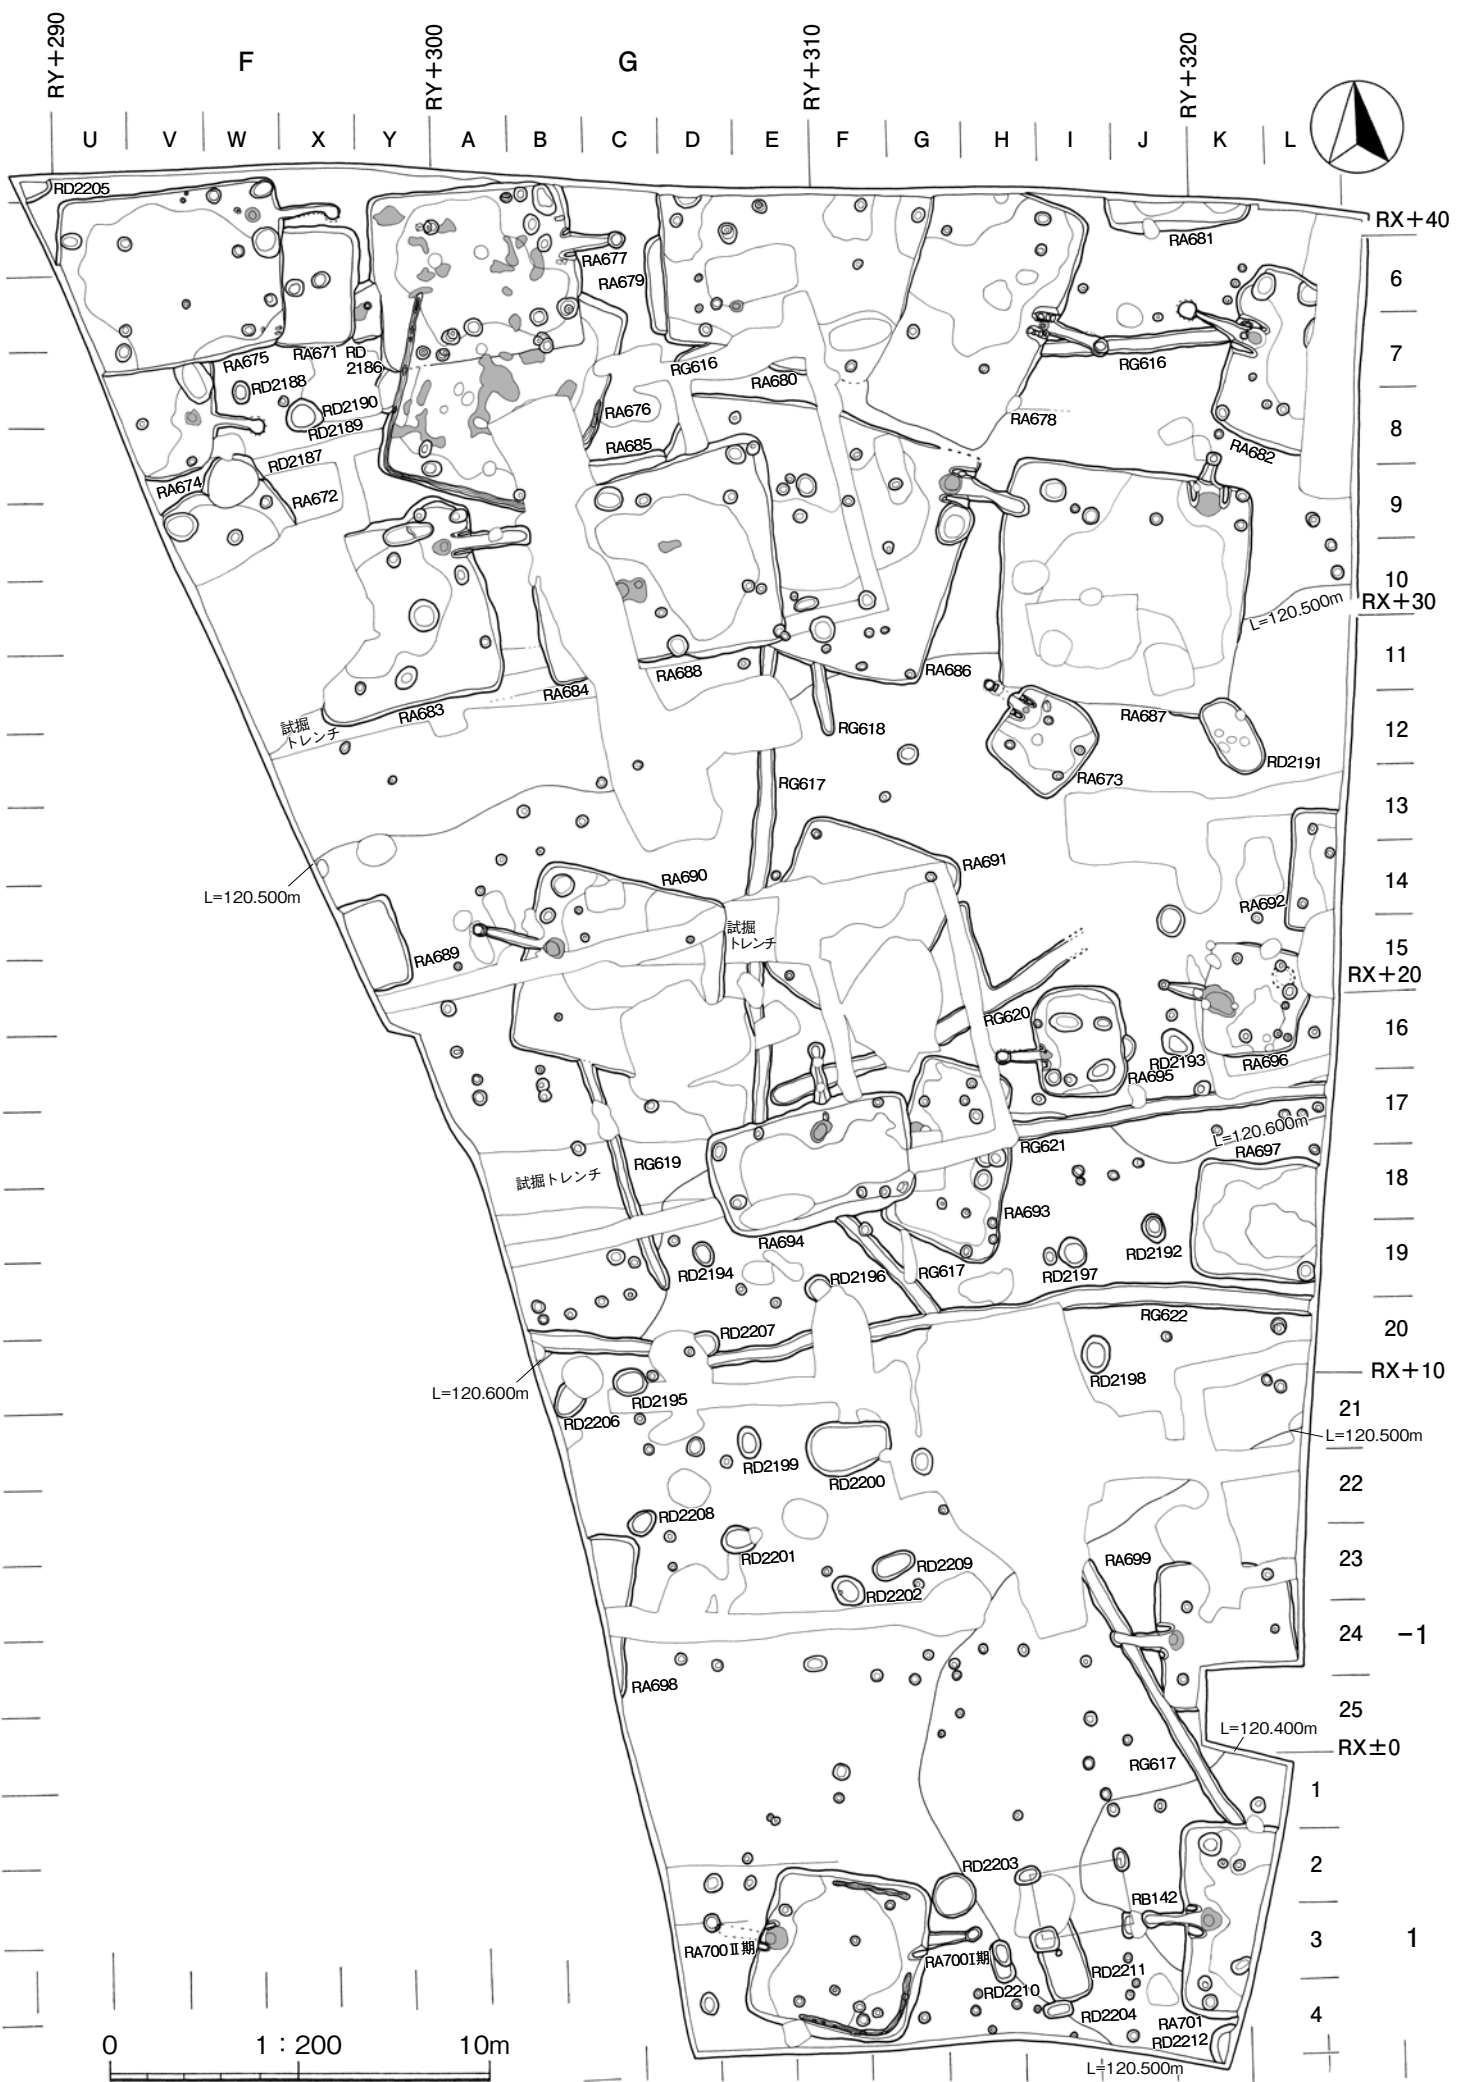 RY+290
F
RY+300
G
RY+310
RY+320
U V W X Y A B C D E F G H I J K L
RD2205
RX+40
RA681
RA677
RA679
6
RA675
RA671
RD
2186
RG616
RA680
RG616
7
RD2188
RD2190
RD2189
RA676
RA678
8
RA685
RA682
RD2187
RA674
RA672
9
10
RX+30
L=120.500m
RA688
RA686
11
RA684
RA683
RA687
試掘
トレンチ
RG618
12
RD2191
RA673
RG617
13
RA691
RA690
14
L=120.500m
RA692
試掘
トレンチ
RA689
15
RX+20
RG620
16
RD2193
RA696
RA695
17
L=120.600m
RG621
RA697
RG619
試掘トレンチ
18
RA693
RA694
RD2192
19
RD2194
RD2196
RG617
RD2197
RG622
RD2207
20
RX+10
RD2198
L=120.600m
RD2195
RD2206
21
L=120.500m
RD2199
RD2200
22
RD2208
RD2201
RA699
RD2209
23
RD2202
24
−1
RA698
25
L=120.400m
RX±0
RG617
1
RD2203
2
RB142
RA700Ⅱ期
RA700Ⅰ期
3
1
RD2211
RD2210
RD2204
RA701
4
RD2212
L=120.500m
0 1：200 10m